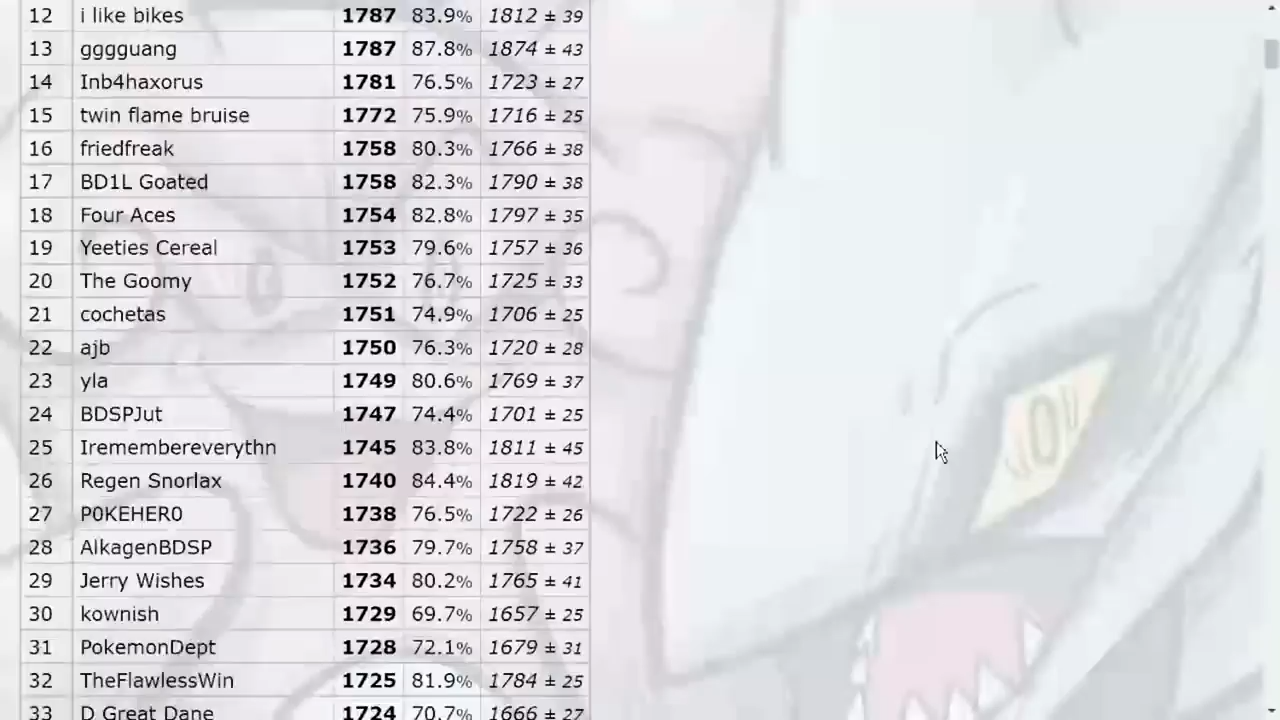 12 i like bikes 1787 83.9% 1812 ± 39
13 gggguang 1787 87.8% 1874 ± 43
14 Inb4haxorus 1781 76.5% 1723 ± 27
15 twin flame bruise 1772 75.9% 1716 ± 25
16 friedfreak 1758 80.3% 1766 ± 38
17 BD1L Goated 1758 82.3% 1790 ± 38
18 Four Aces 1754 82.8% 1797 ± 35
19 Yeeties Cereal 1753 79.6% 1757 ± 36
20 The Goomy 1752 76.7% 1725 ± 33
21 cochetas 1751 74.9% 1706 ± 25
22 ajb 1750 76.3% 1720 ± 28
23 yla 1749 80.6% 1769 ± 37
24 BDSPJut 1747 74.4% 1701 ± 25
25 Iremembereverythn 1745 83.8% 1811 ± 45
26 Regen Snorlax 1740 84.4% 1819 ± 42
27 P0KEHER0 1738 76.5% 1722 ± 26
28 AlkagenBDSP 1736 79.7% 1758 ± 37
29 Jerry Wishes 1734 80.2% 1765 ± 41
30 kownish 1729 69.7% 1657 ± 25
31 PokemonDept 1728 72.1% 1679 ± 31
32 TheFlawlessWin 1725 81.9% 1784 ± 25
33 D Great Dane 1724 70.7% 1666 ± 27